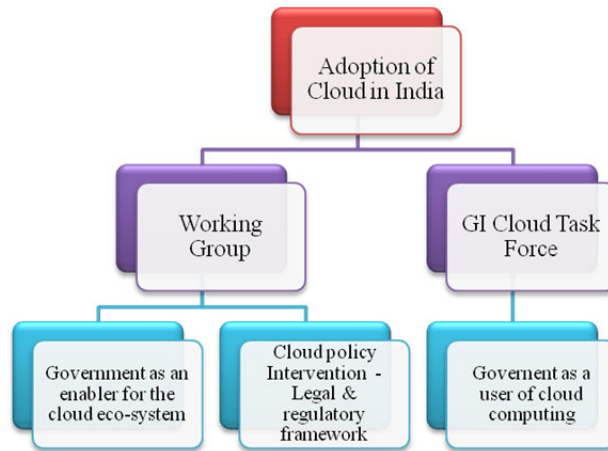 Adoption of
Cloud in India
Working
Group
GI Cloud Task
Force
Government as an
enabler for the
cloud eco-system
Cloud policy
Intervention -
Legal &
regulatory
framework
Governent as a
user of cloud
computing